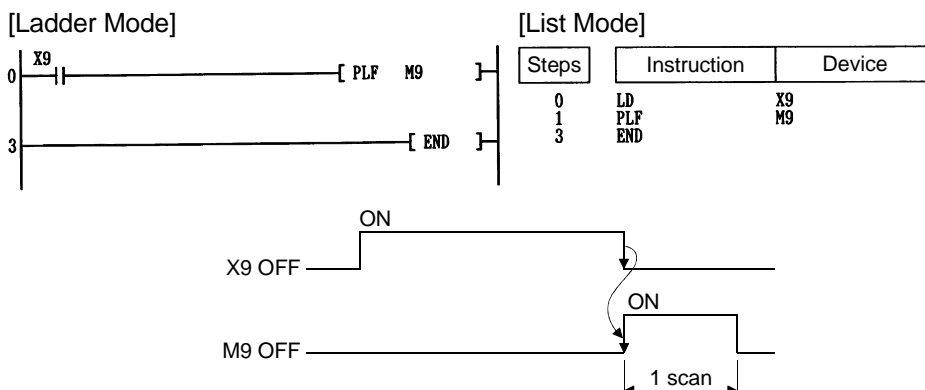 [Ladder Mode]
[List Mode]
X9
0
[ PLF M9 ]
3
[ END ]
Steps Instruction Device
0 LD X9
1 PLF M9
3 END
ON
X9 OFF
ON
M9 OFF
1 scan